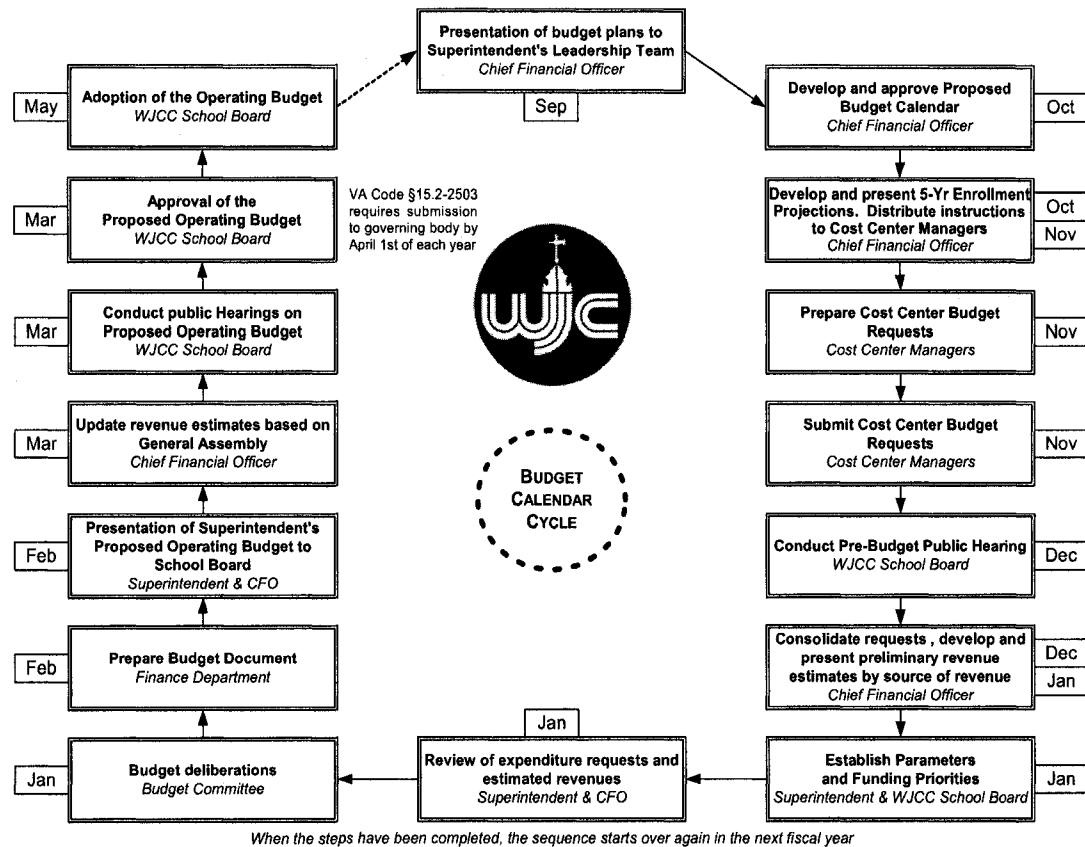 Presentation of budget plans to
Superintendent's Leadership Team
Chief Financial Officer
Sep
Develop and approve Proposed
Budget Calendar
Chief Financial Officer
Oct
Develop and present 5-Yr Enrollment
Projections. Distribute instructions
to Cost Center Managers
Chief Financial Officer
Oct
Nov
Prepare Cost Center Budget
Requests
Cost Center Managers
Nov
Submit Cost Center Budget
Requests
Cost Center Managers
Nov
Conduct Pre-Budget Public Hearing
WJCC School Board
Dec
Consolidate requests , develop and
present preliminary revenue
estimates by source of revenue
Chief Financial Officer
Dec
Jan
Establish Parameters
and Funding Priorities
Superintendent & WJCC School Board
Jan
Jan
Review of expenditure requests and
estimated revenues
Superintendent & CFO
Jan
Budget deliberations
Budget Committee
Feb
Prepare Budget Document
Finance Department
Feb
Presentation of Superintendent's
Proposed Operating Budget to
School Board
Superintendent & CFO
Mar
Update revenue estimates based on
General Assembly
Chief Financial Officer
Mar
Conduct public Hearings on
Proposed Operating Budget
WJCC School Board
Mar
Approval of the
Proposed Operating Budget
WJCC School Board
May
Adoption of the Operating Budget
WJCC School Board
VA Code §15.2-2503
requires submission
to governing body by
April 1st of each year
WJC
BUDGET
CALENDAR
CYCLE
When the steps have been completed, the sequence starts over again in the next fiscal year